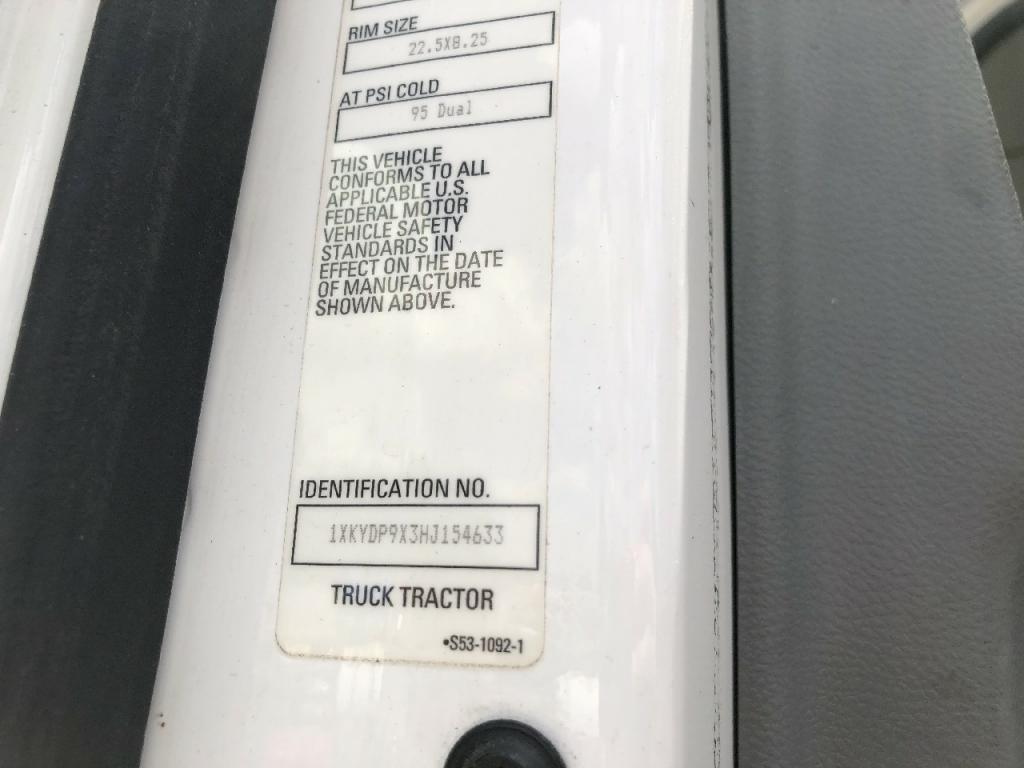 RIM SIZE
22.5X8.25
AT PSI COLD
95 Dual
THIS VEHICLE
CONFORMS TO ALL
APPLICABLE U.S.
FEDERAL MOTOR
VEHICLE SAFETY
STANDARDS IN
EFFECT ON THE DATE
OF MANUFACTURE
SHOWN ABOVE.
IDENTIFICATION NO.
1XKYDP9X3HJ154633
TRUCK TRACTOR
•S53-1092-1